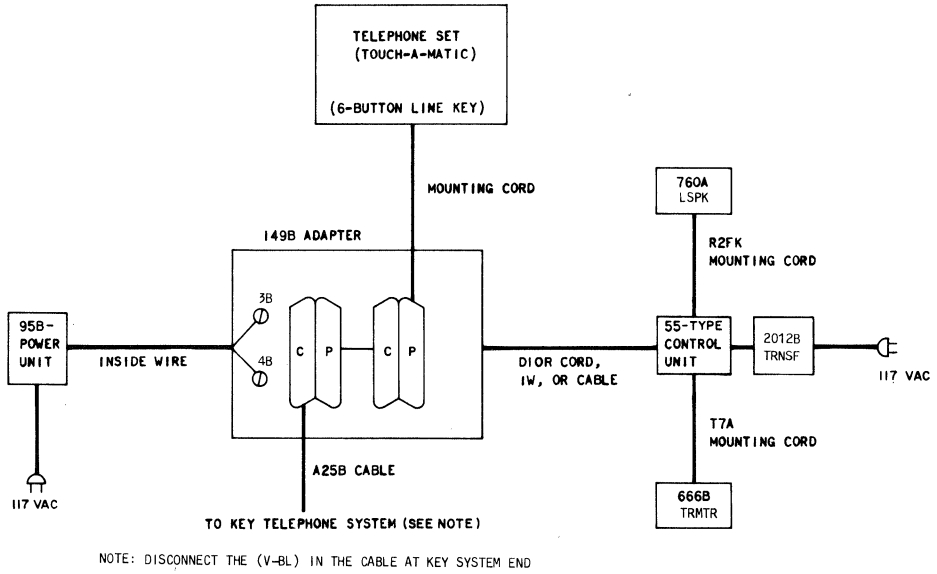 TELEPHONE SET
(TOUCH-A-MATIC)
(6-BUTTON LINE KEY)
MOUNTING CORD
760A
LSPK
149B ADAPTER
R2FK
MOUNTING CORD
3B
95B-
POWER
UNIT
INSIDE WIRE
4B
C P
C P
DIOR CORD,
IW, OR CABLE
55-TYPE
CONTROL
UNIT
2012B
TRNSF
117 VAC
T7A
MOUNTING CORD
A25B CABLE
117 VAC
666B
TRMTR
TO KEY TELEPHONE SYSTEM (SEE NOTE)
NOTE: DISCONNECT THE (V-BL) IN THE CABLE AT KEY SYSTEM END